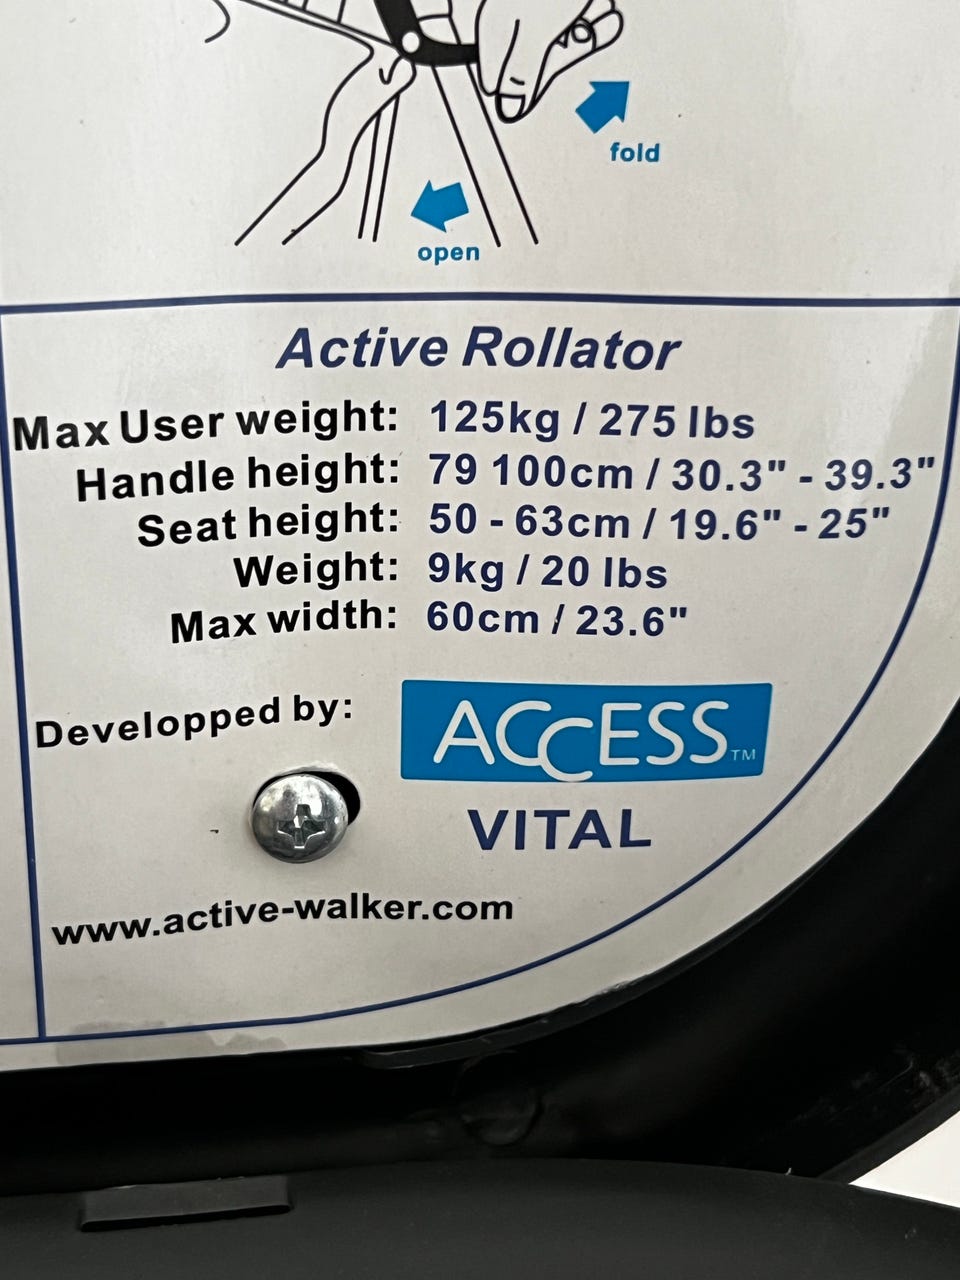 fold
open
Active Rollator
Max User weight: 125kg / 275 lbs
Handle height: 79 100cm / 30.3" - 39.3"
Seat height: 50 - 63cm / 19.6" - 25"
Weight: 9kg / 20 lbs
Max width: 60cm / 23.6"
Developped by: ACCESS TM
VITAL
www.active-walker.com